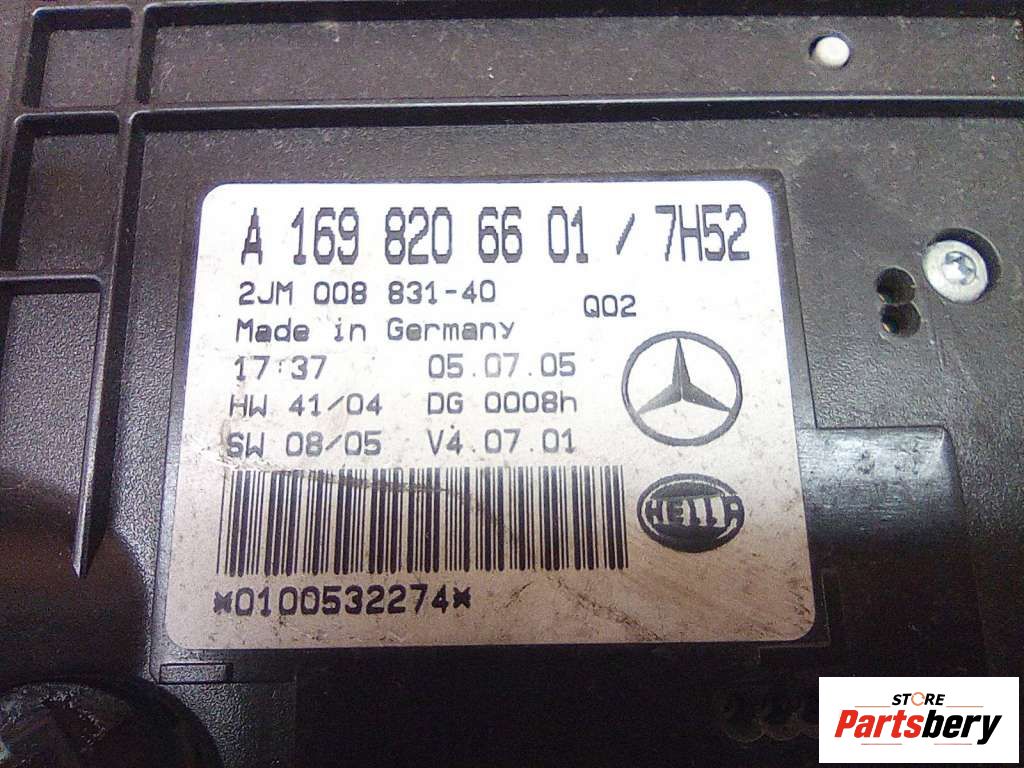 A 169 820 66 01 / 7H52
2JM 008 831-40
Q02
Made in Germany
17:37 05.07.05
HW 41/04 DG 0008h
SW 08/05 V4.07.01
HELLA
*0100532274*
STORE
Partsbery